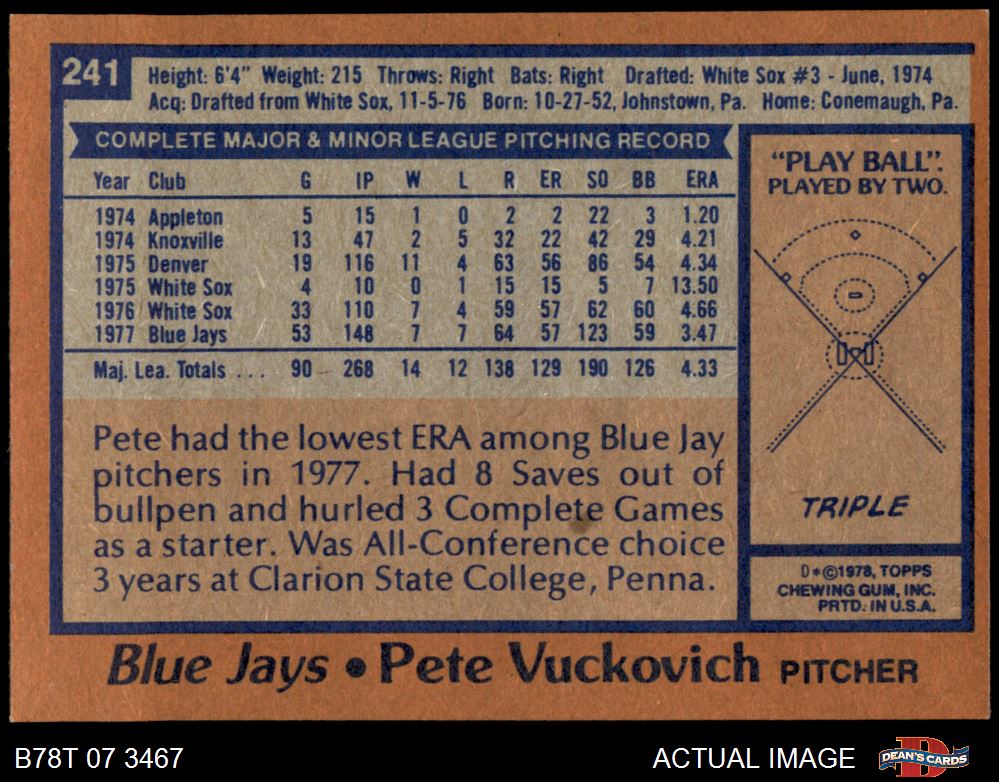 241
Height: 6'4" Weight: 215 Throws: Right Bats: Right Drafted: White Sox #3 - June, 1974
Acq: Drafted from White Sox, 11-5-76 Born: 10-27-52, Johnstown, Pa. Home: Conemaugh, Pa.
COMPLETE MAJOR & MINOR LEAGUE PITCHING RECORD
Year Club G IP W L R ER SO BB ERA
1974 Appleton 5 15 1 0 2 2 22 3 1.20
1974 Knoxville 13 47 2 5 32 22 42 29 4.21
1975 Denver 19 116 11 4 63 56 86 54 4.34
1975 White Sox 4 10 0 1 15 15 5 7 13.50
1976 White Sox 33 110 7 4 59 57 62 60 4.66
1977 Blue Jays 53 148 7 7 64 57 123 59 3.47
Maj. Lea. Totals . . . 90 268 14 12 138 129 190 126 4.33
Pete had the lowest ERA among Blue Jay
pitchers in 1977. Had 8 Saves out of
bullpen and hurled 3 Complete Games
as a starter. Was All-Conference choice
3 years at Clarion State College, Penna.
"PLAY BALL".
PLAYED BY TWO.
TRIPLE
D*©1978, TOPPS
CHEWING GUM, INC.
PRTD. IN U.S.A.
Blue Jays • Pete Vuckovich PITCHER
B78T 07 3467
ACTUAL IMAGE
DEAN'S CARDS